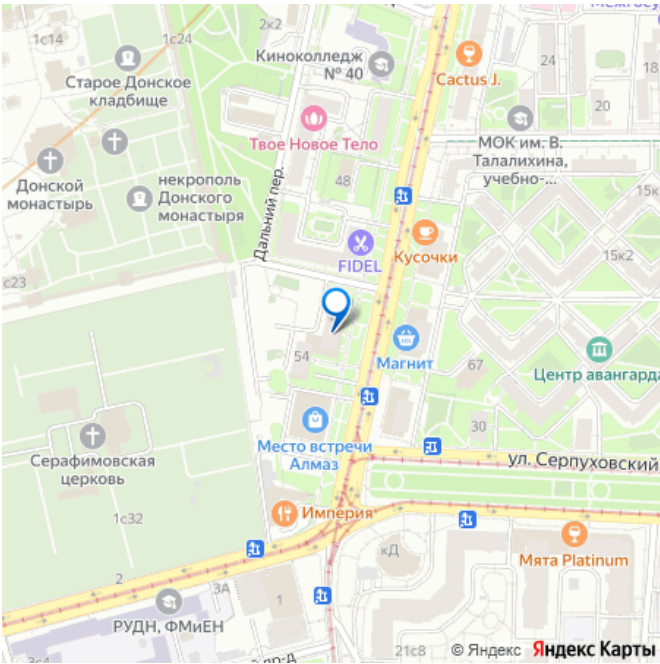 Межгосу
1с14
1с24
2к2
Киноколледж
№ 40
24
18
Cactus J.
Старое Донское
кладбище
20
Твое Новое Тело
МОК им. В.
Талалихина,
учебно-...
Донской
монастырь
некрополь
Донского
монастыря
48
Дальний пер.
15к
15к2
Кусочки
FIDEL
с23
Магнит
54
67
Центр авангарда
30
Место встречи
Алмаз
ул. Серпуховский
Серафимовская
церковь
Империя
1с32
кД
Мята Platinum
2
3А
1
РУДН, ФМиЕН
й пр-д
21с8
© Яндекс Яндекс Карты